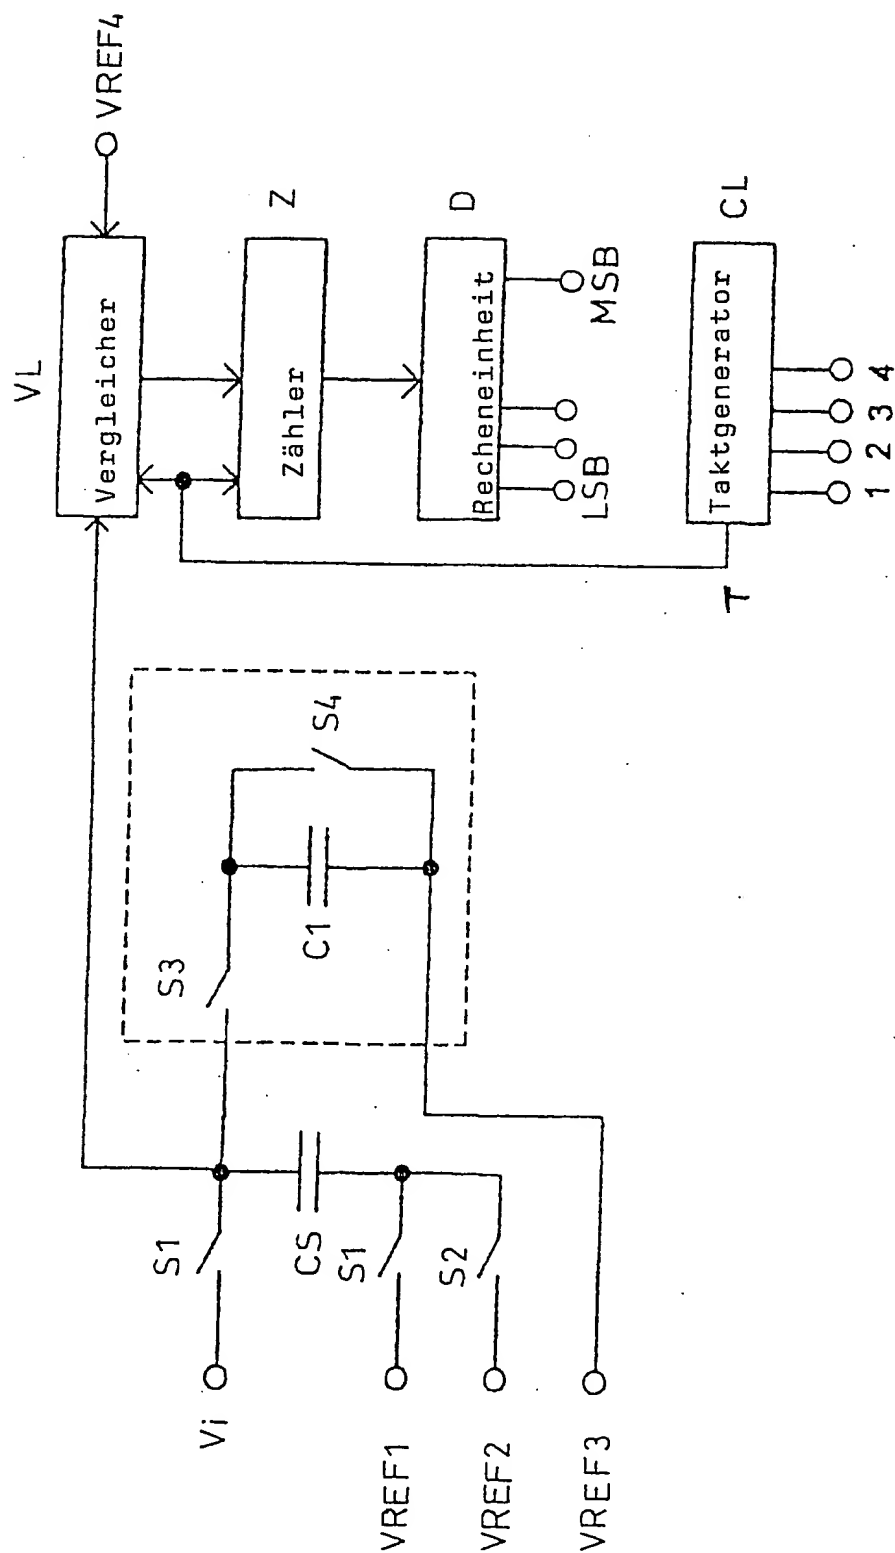 Vi
VREF1
VREF2
VREF3
S1
CS
S1
S2
S3
C1
S4
VL
Vergleicher
VREF4
Zähler
Z
Recheneinheit
D
LSB
MSB
T
Taktgenerator
CL
1 2 3 4